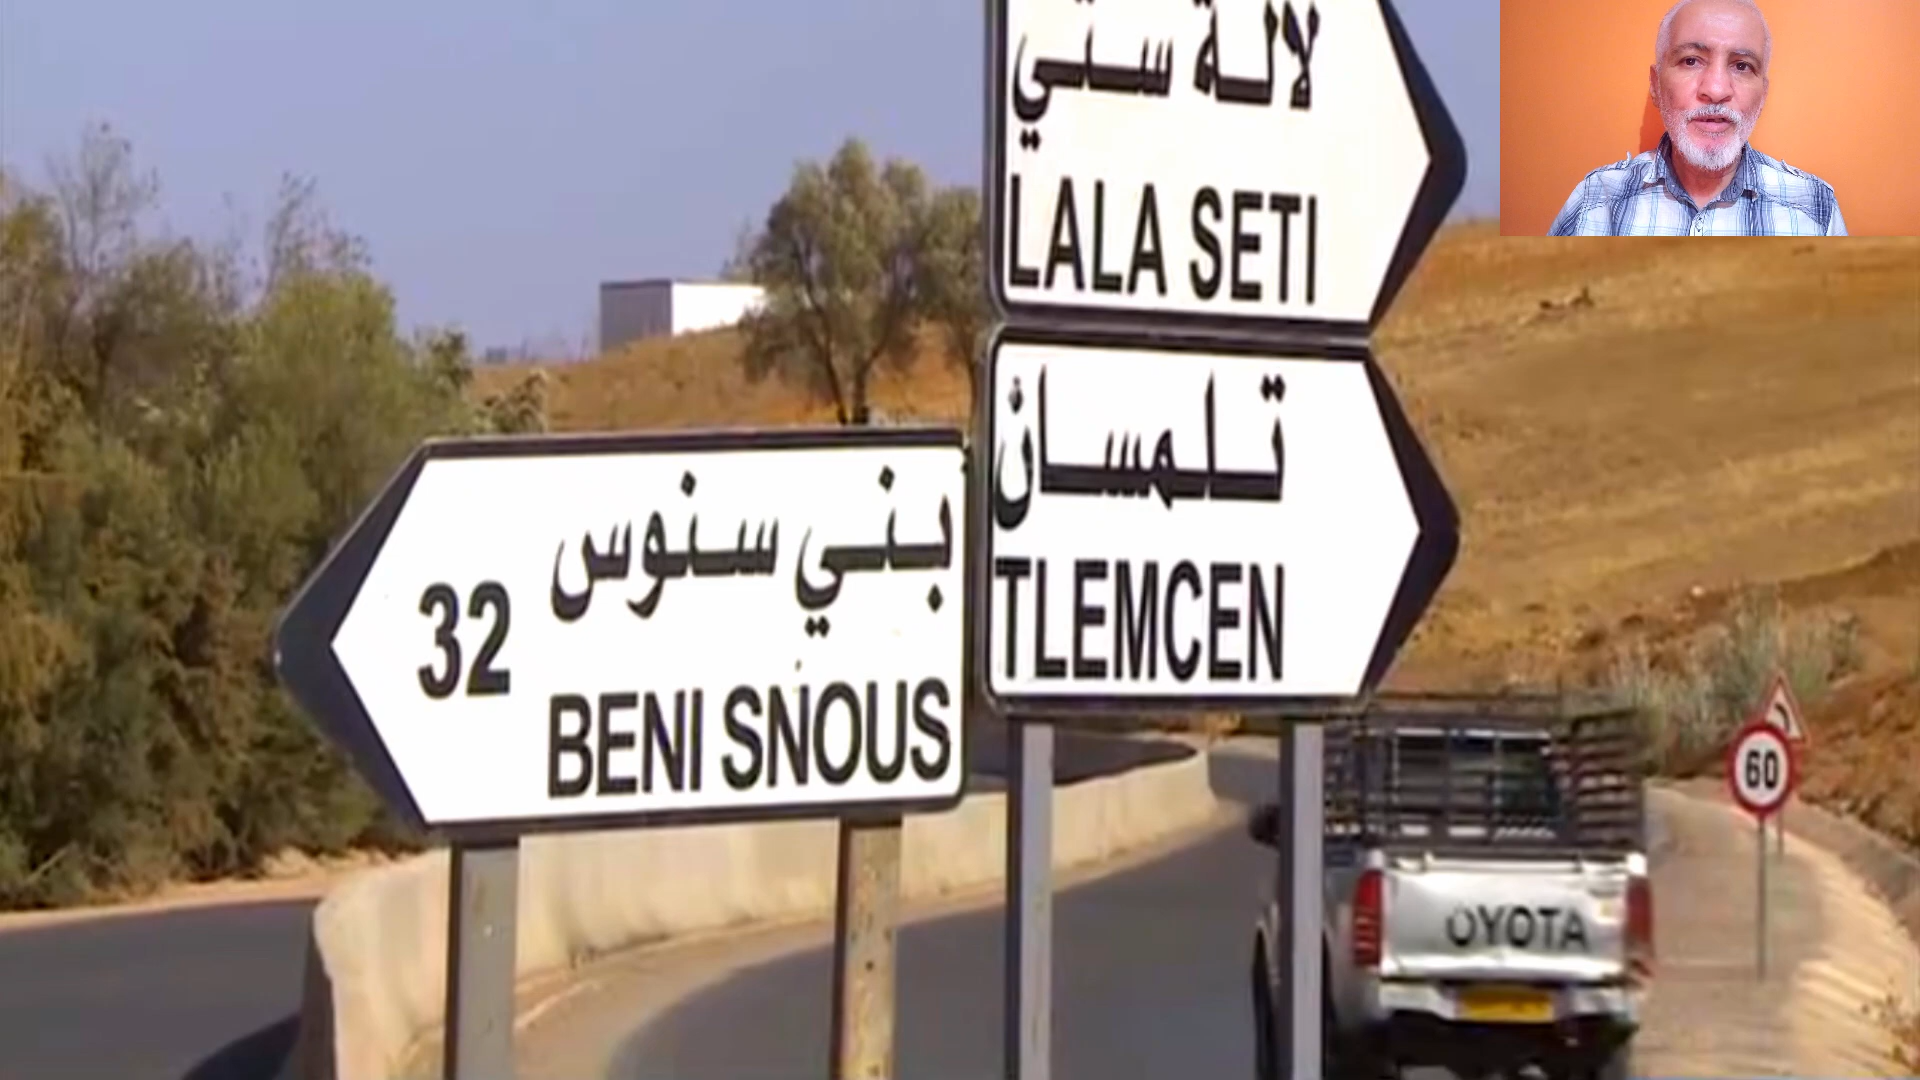 لالة ستي
LALA SETI
تلمسان
TLEMCEN
بني سنوس
32
BENI SNOUS
60
OYOTA